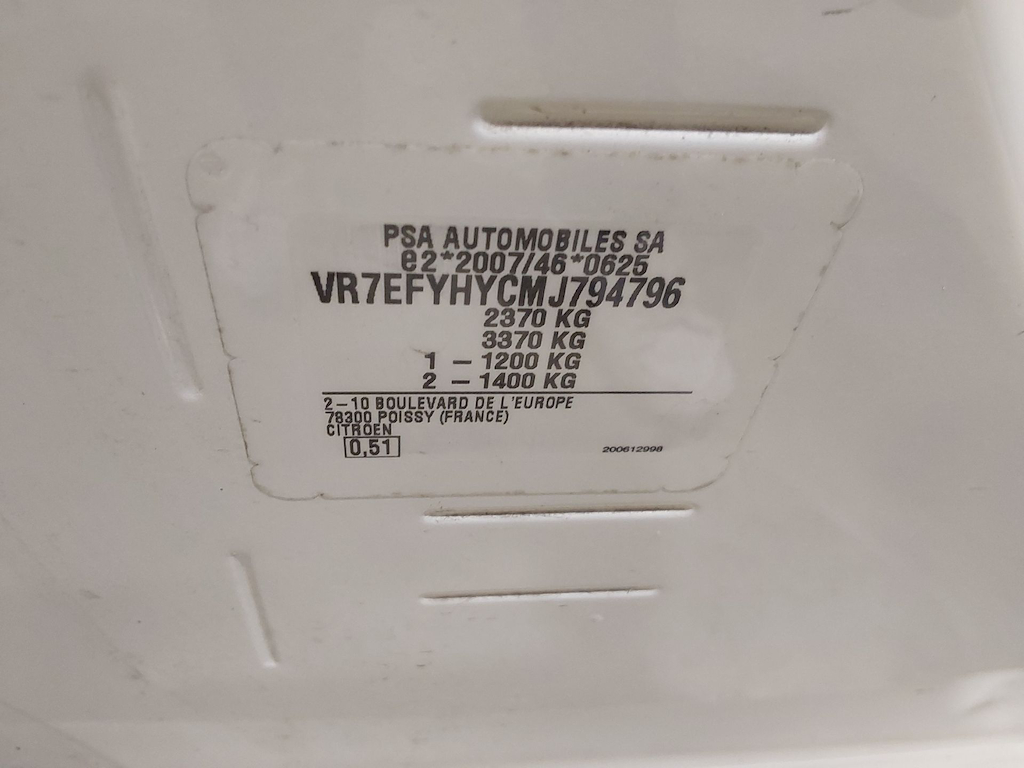 PSA AUTOMOBILES SA
e2*2007/46*0625
VR7EFYHYCMJ794796
2370 KG
3370 KG
1 – 1200 KG
2 – 1400 KG
2–10 BOULEVARD DE L'EUROPE
78300 POISSY (FRANCE)
CITROEN
0,51
200612998